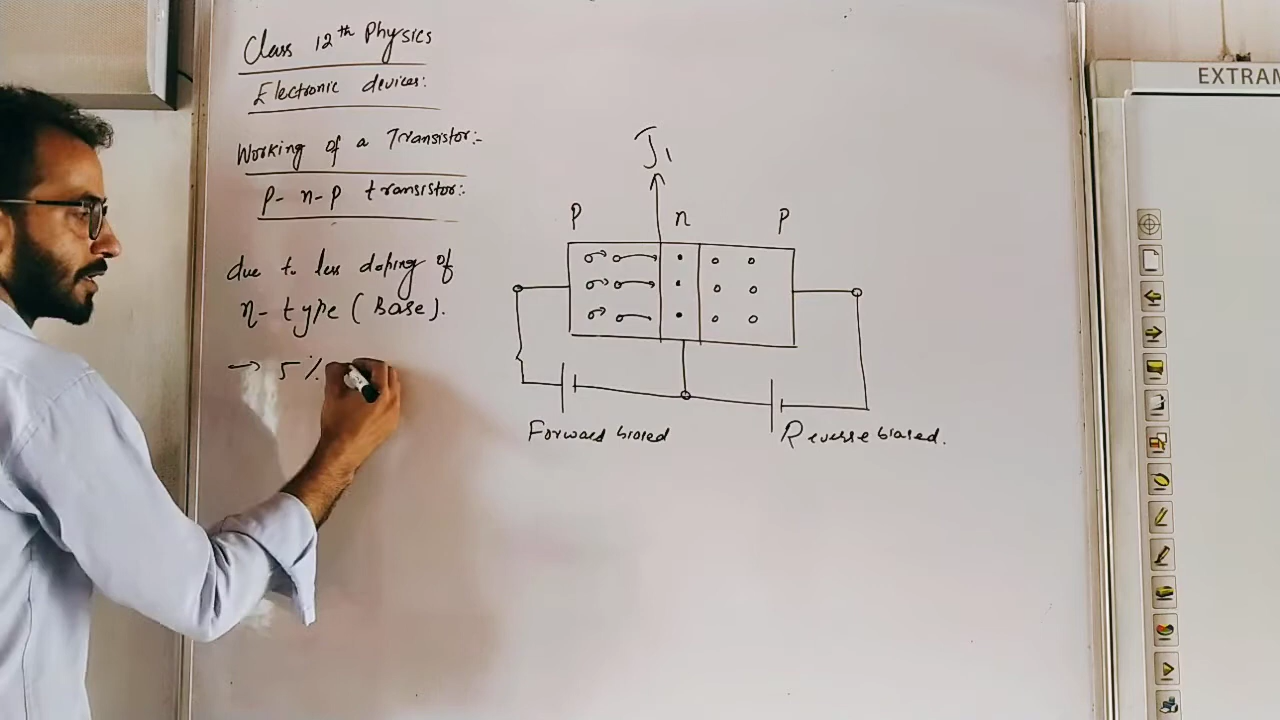 Class 12th Physics
Electronic devices:
Working of a Transistor:-
P- n-P transistor:-
due to less doping of
n- type (Base).
→ 5 %
J1
P n P
Forward biased
Reverse biased.
EXTRAM